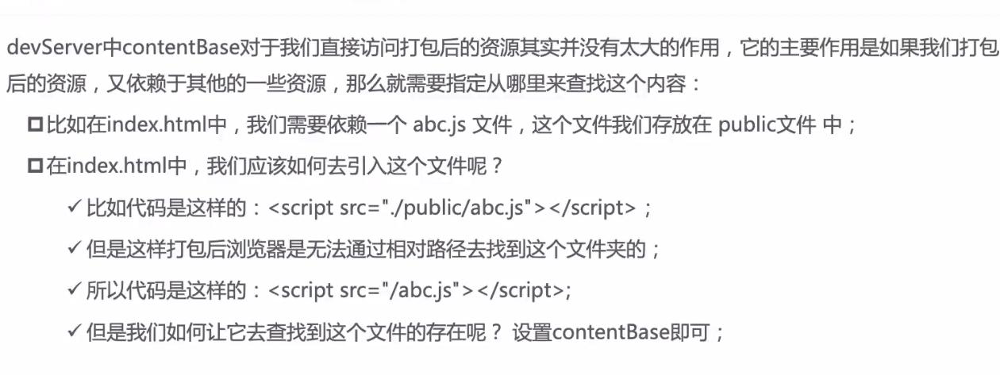 devServer中contentBase对于我们直接访问打包后的资源其实并没有太大的作用，它的主要作用是如果我们打包
后的资源，又依赖于其他的一些资源，那么就需要指定从哪里来查找这个内容：
比如在index.html中，我们需要依赖一个 abc.js 文件，这个文件我们存放在 public文件 中；
在index.html中，我们应该如何去引入这个文件呢？
✓ 比如代码是这样的：<script src="./public/abc.js"></script>；
✓ 但是这样打包后浏览器是无法通过相对路径去找到这个文件夹的；
✓ 所以代码是这样的：<script src="/abc.js"></script>;
✓ 但是我们如何让它去查找到这个文件的存在呢？ 设置contentBase即可；